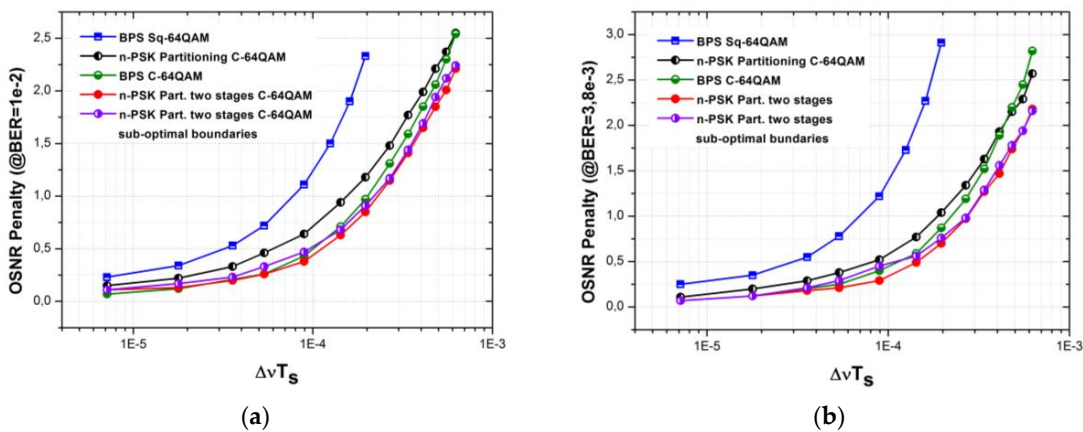 BPS Sq-64QAM
n-PSK Partitioning C-64QAM
BPS C-64QAM
n-PSK Part. two stages C-64QAM
n-PSK Part. two stages C-64QAM
sub-optimal boundaries
OSNR Penalty (@BER=1e-2)
2,5
2,0
1,5
1,0
0,5
0,0
1E-5
1E-4
1E-3
ΔνTs
(a)
BPS Sq-64QAM
n-PSK Partitioning C-64QAM
BPS C-64QAM
n-PSK Part. two stages
n-PSK Part. two stages
sub-optimal bundaries
OSNR Penalty (@BER=3,8e-3)
3,0
2,5
2,0
1,5
1,0
0,5
0,0
1E-5
1E-4
1E-3
ΔνTs
(b)